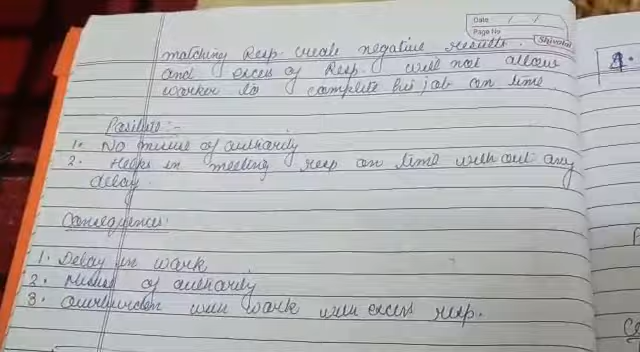 Date / /
Page No
Shivalal
matching Resp. create negative results.
and excess of Resp. will not allow
worker to complete his job on time.
Positive :-
1. No misuse of authority
2. Helps in meeting resp on time without any
delay.
Consequences:
1. Delay in work
2. Misuse of authority
3. overburden with work with excess resp.